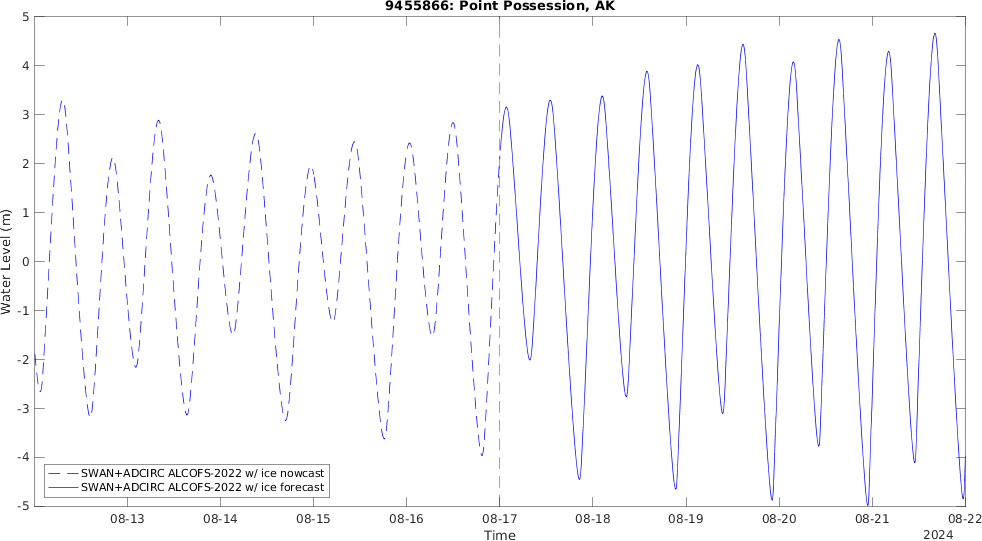 9455866: Point Possession, AK
5
4
3
2
1
0
-1
-2
-3
-4
-5
Water Level (m)
SWAN+ADCIRC ALCOFS-2022 w/ ice nowcast
SWAN+ADCIRC ALCOFS-2022 w/ ice forecast
08-13 08-14 08-15 08-16 08-17 08-18 08-19 08-20 08-21 08-22
Time
2024